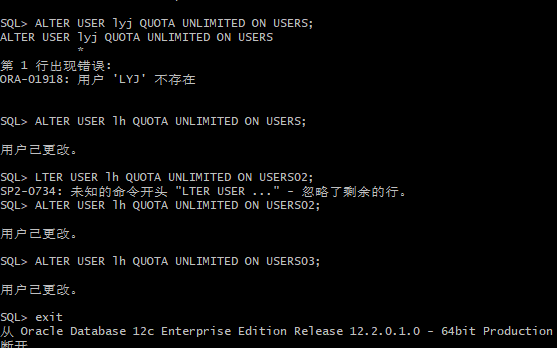 SQL> ALTER USER lyj QUOTA UNLIMITED ON USERS;
ALTER USER lyj QUOTA UNLIMITED ON USERS
*
第 1 行出现错误:
ORA-01918: 用户 'LYJ' 不存在
SQL> ALTER USER lh QUOTA UNLIMITED ON USERS;
用户已更改。
SQL> LTER USER lh QUOTA UNLIMITED ON USERS02;
SP2-0734: 未知的命令开头 "LTER USER ..." - 忽略了剩余的行。
SQL> ALTER USER lh QUOTA UNLIMITED ON USERS02;
用户已更改。
SQL> ALTER USER lh QUOTA UNLIMITED ON USERS03;
用户已更改。
SQL> exit
从 Oracle Database 12c Enterprise Edition Release 12.2.0.1.0 - 64bit Production
断开